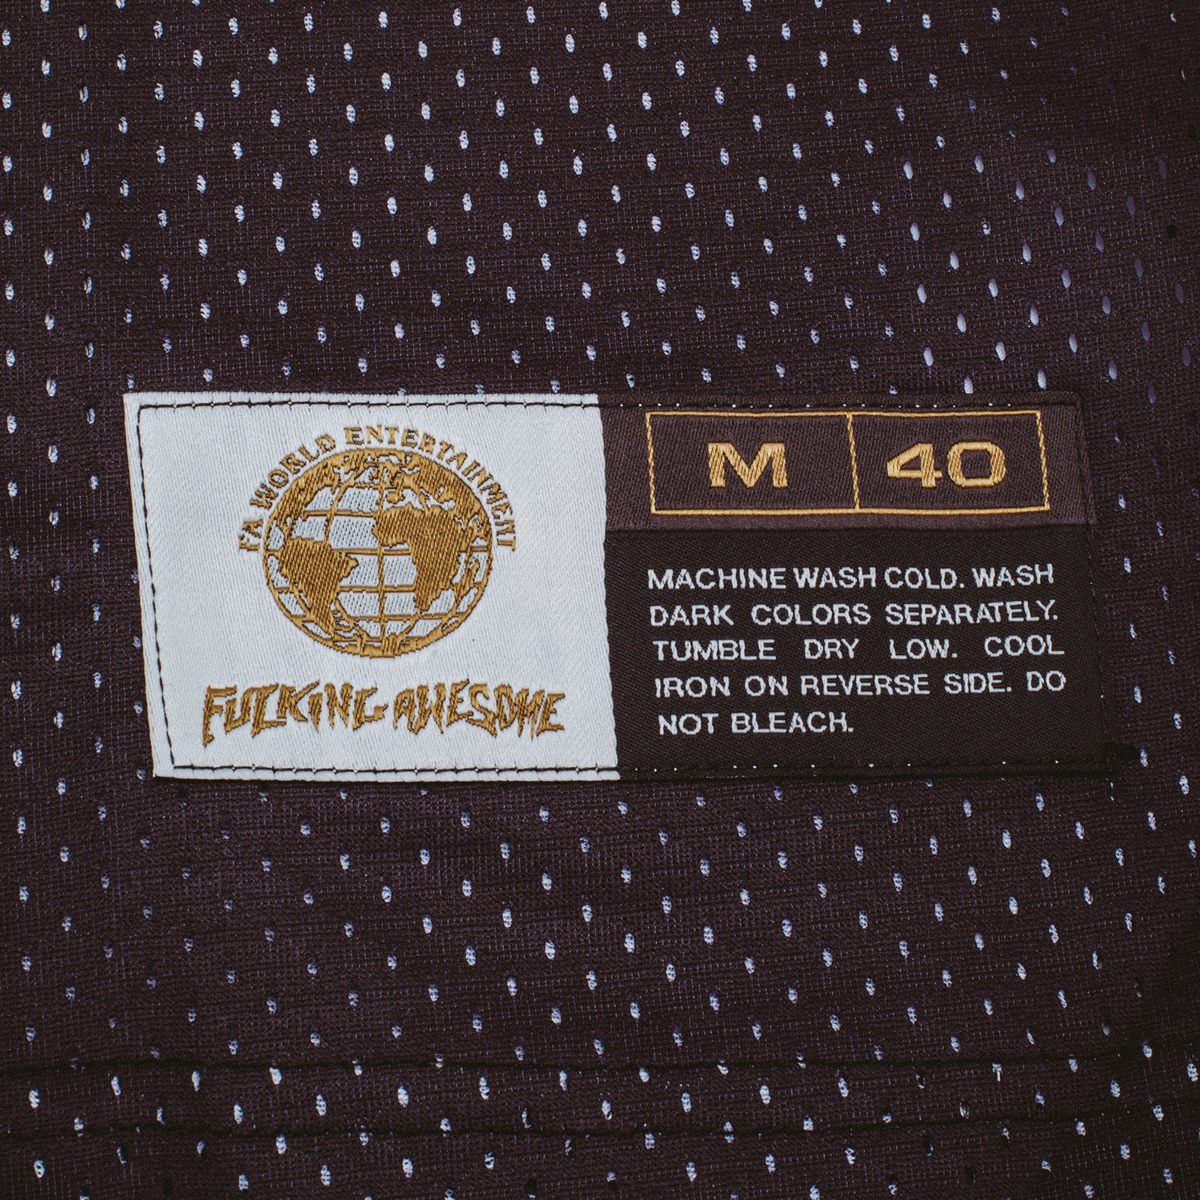 FA WORLD ENTERTAINMENT
FUCKING AWESOME
M 40
MACHINE WASH COLD. WASH
DARK COLORS SEPARATELY.
TUMBLE DRY LOW. COOL
IRON ON REVERSE SIDE. DO
NOT BLEACH.